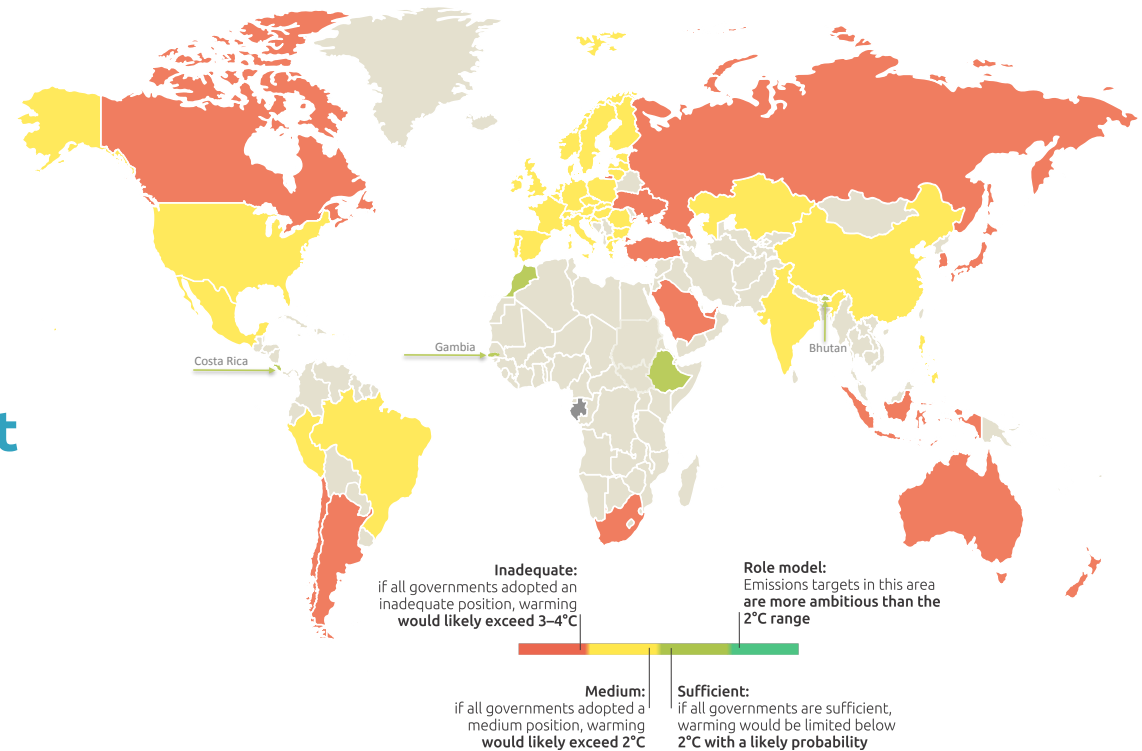 Costa Rica
Gambia
Bhutan
t
Inadequate:
if all governments adopted an
inadequate position, warming
would likely exceed 3–4°C
Role model:
Emissions targets in this area
are more ambitious than the
2°C range
Medium:
if all governments adopted a
medium position, warming
would likely exceed 2°C
Sufficient:
if all governments are sufficient,
warming would be limited below
2°C with a likely probability